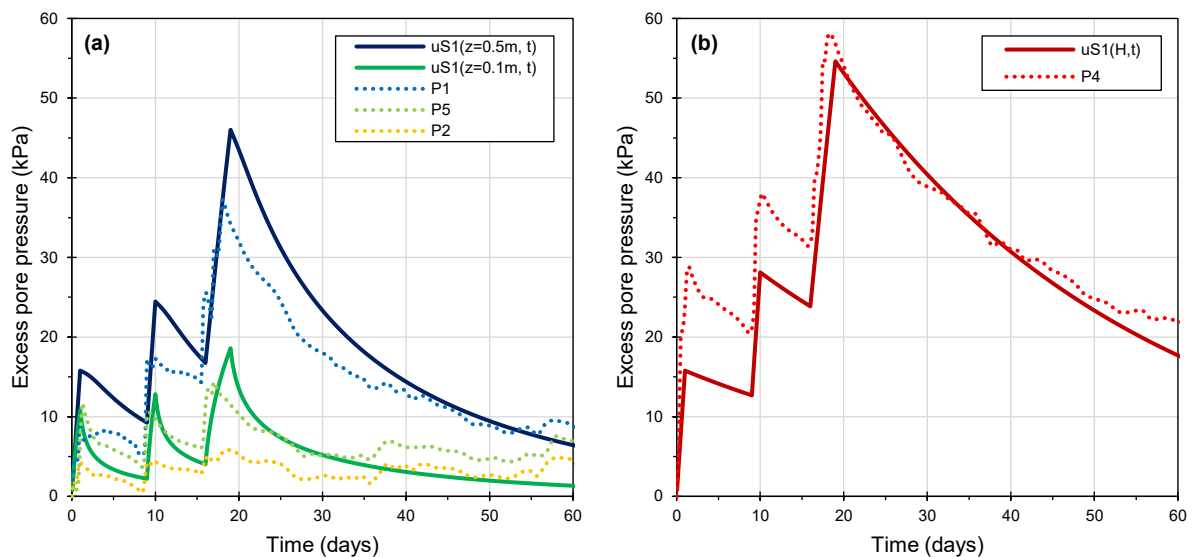 (a)
uS1(z=0.5m, t)
uS1(z=0.1m, t)
P1
P5
P2
Excess pore pressure (kPa)
60
50
40
30
20
10
0
0 10 20 30 40 50 60
Time (days)
(b)
uS1(H,t)
P4
Excess pore pressure (kPa)
60
50
40
30
20
10
0
0 10 20 30 40 50 60
Time (days)